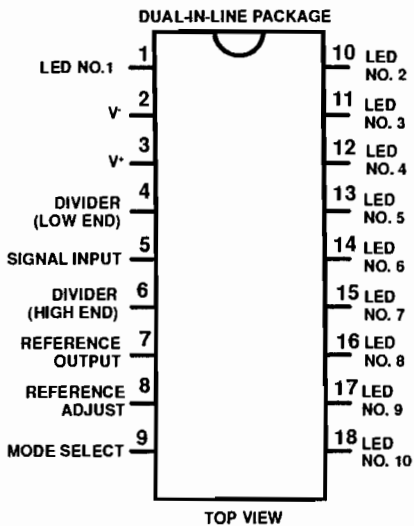 DUAL-IN-LINE PACKAGE
LED NO.1 1
V- 2
V+ 3
DIVIDER 4
(LOW END)
SIGNAL INPUT 5
DIVIDER 6
(HIGH END)
REFERENCE 7
OUTPUT
REFERENCE 8
ADJUST
MODE SELECT 9
10 LED
NO. 2
11 LED
NO. 3
12 LED
NO. 4
13 LED
NO. 5
14 LED
NO. 6
15 LED
NO. 7
16 LED
NO. 8
17 LED
NO. 9
18 LED
NO. 10
TOP VIEW